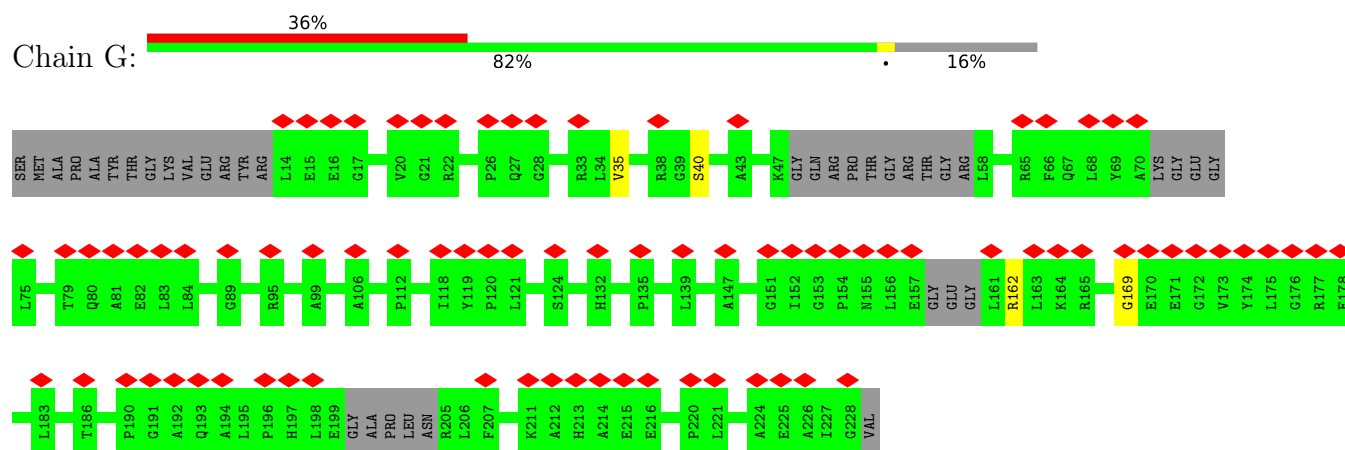 36%
Chain G:
82% • 16%
SER MET ALA PRO ALA TYR THR GLY LYS VAL GLU ARG TYR ARG L14 E15 E16 G17 V20 G21 R22 P26 Q27 G28 R33 L34 V35 R38 G39 S40 A43 K47 GLY GLN ARG PRO THR GLY ARG THR GLY ARG L58 R65 F66 Q67 L68 Y69 A70 LYS GLY GLU GLY
L75 T79 Q80 A81 E82 L83 L84 G89 R95 A99 A106 P112 I118 Y119 P120 L121 S124 H132 P135 L139 A147 G151 I152 G153 P154 N155 L156 E157 GLY GLU GLY L161 R162 L163 K164 R165 G169 E170 E171 G172 V173 Y174 L175 G176 R177 E178
L183 T186 P190 G191 A192 Q193 A194 L195 P196 H197 L198 E199 GLY ALA PRO LEU ASN R205 L206 F207 K211 A212 H213 A214 E215 E216 P220 L221 A224 E225 A226 I227 G228 VAL